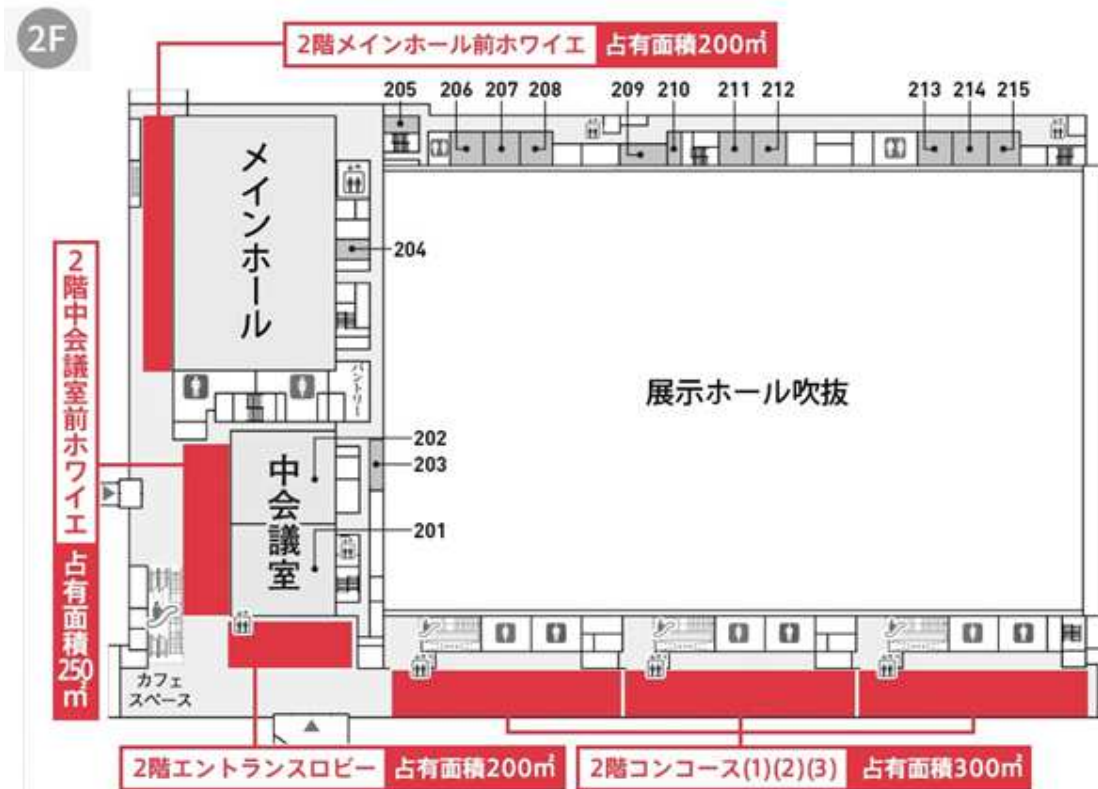 2F
2階メインホール前ホワイエ 占有面積200㎡
205 206 207 208 209 210 211 212 213 214 215
メインホール
204
2階中会議室前ホワイエ 占有面積250㎡
パントリー
展示ホール吹抜
202
203
中会議室
201
カフェ
スペース
2階エントランスロビー 占有面積200㎡
2階コンコース(1)(2)(3) 占有面積300㎡